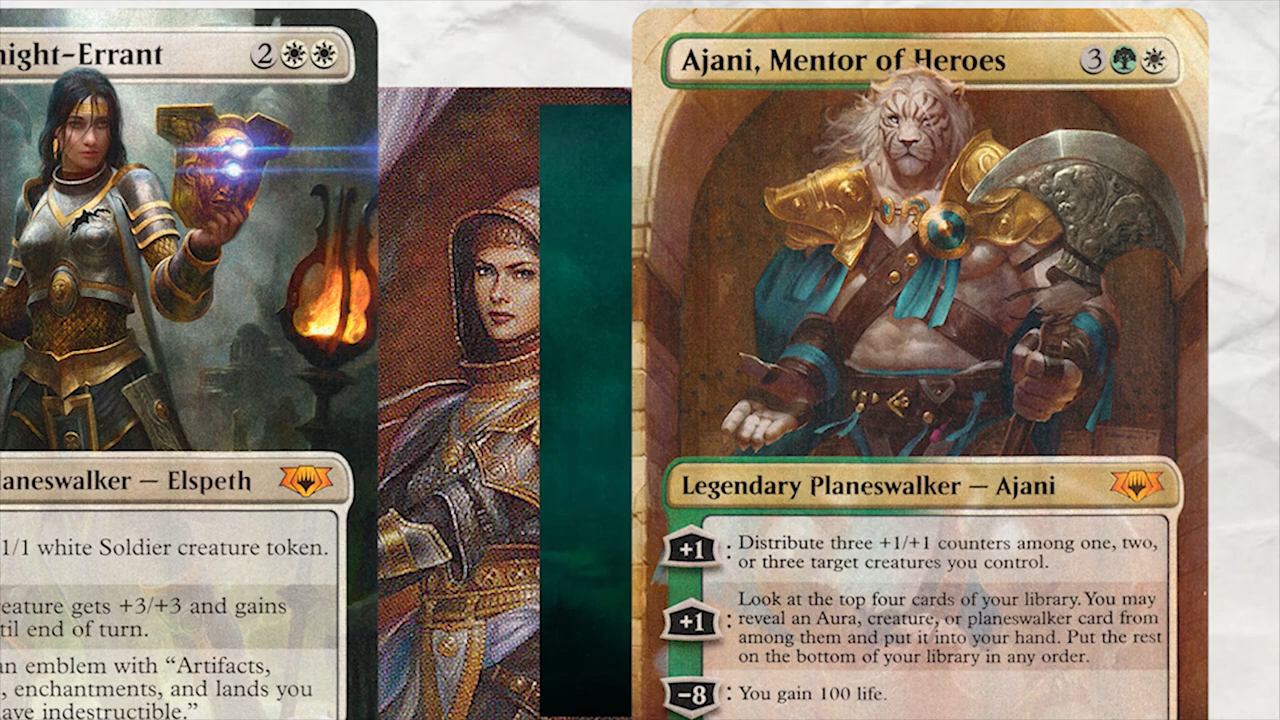 night-Errant 2
laneswalker — Elspeth
1/1 white Soldier creature token.
eature gets +3/+3 and gains
til end of turn.
an emblem with “Artifacts,
, enchantments, and lands you
ave indestructible.”
Ajani, Mentor of Heroes 3
Legendary Planeswalker — Ajani
+1 : Distribute three +1/+1 counters among one, two,
or three target creatures you control.
+1 : Look at the top four cards of your library. You may
reveal an Aura, creature, or planeswalker card from
among them and put it into your hand. Put the rest
on the bottom of your library in any order.
−8 : You gain 100 life.